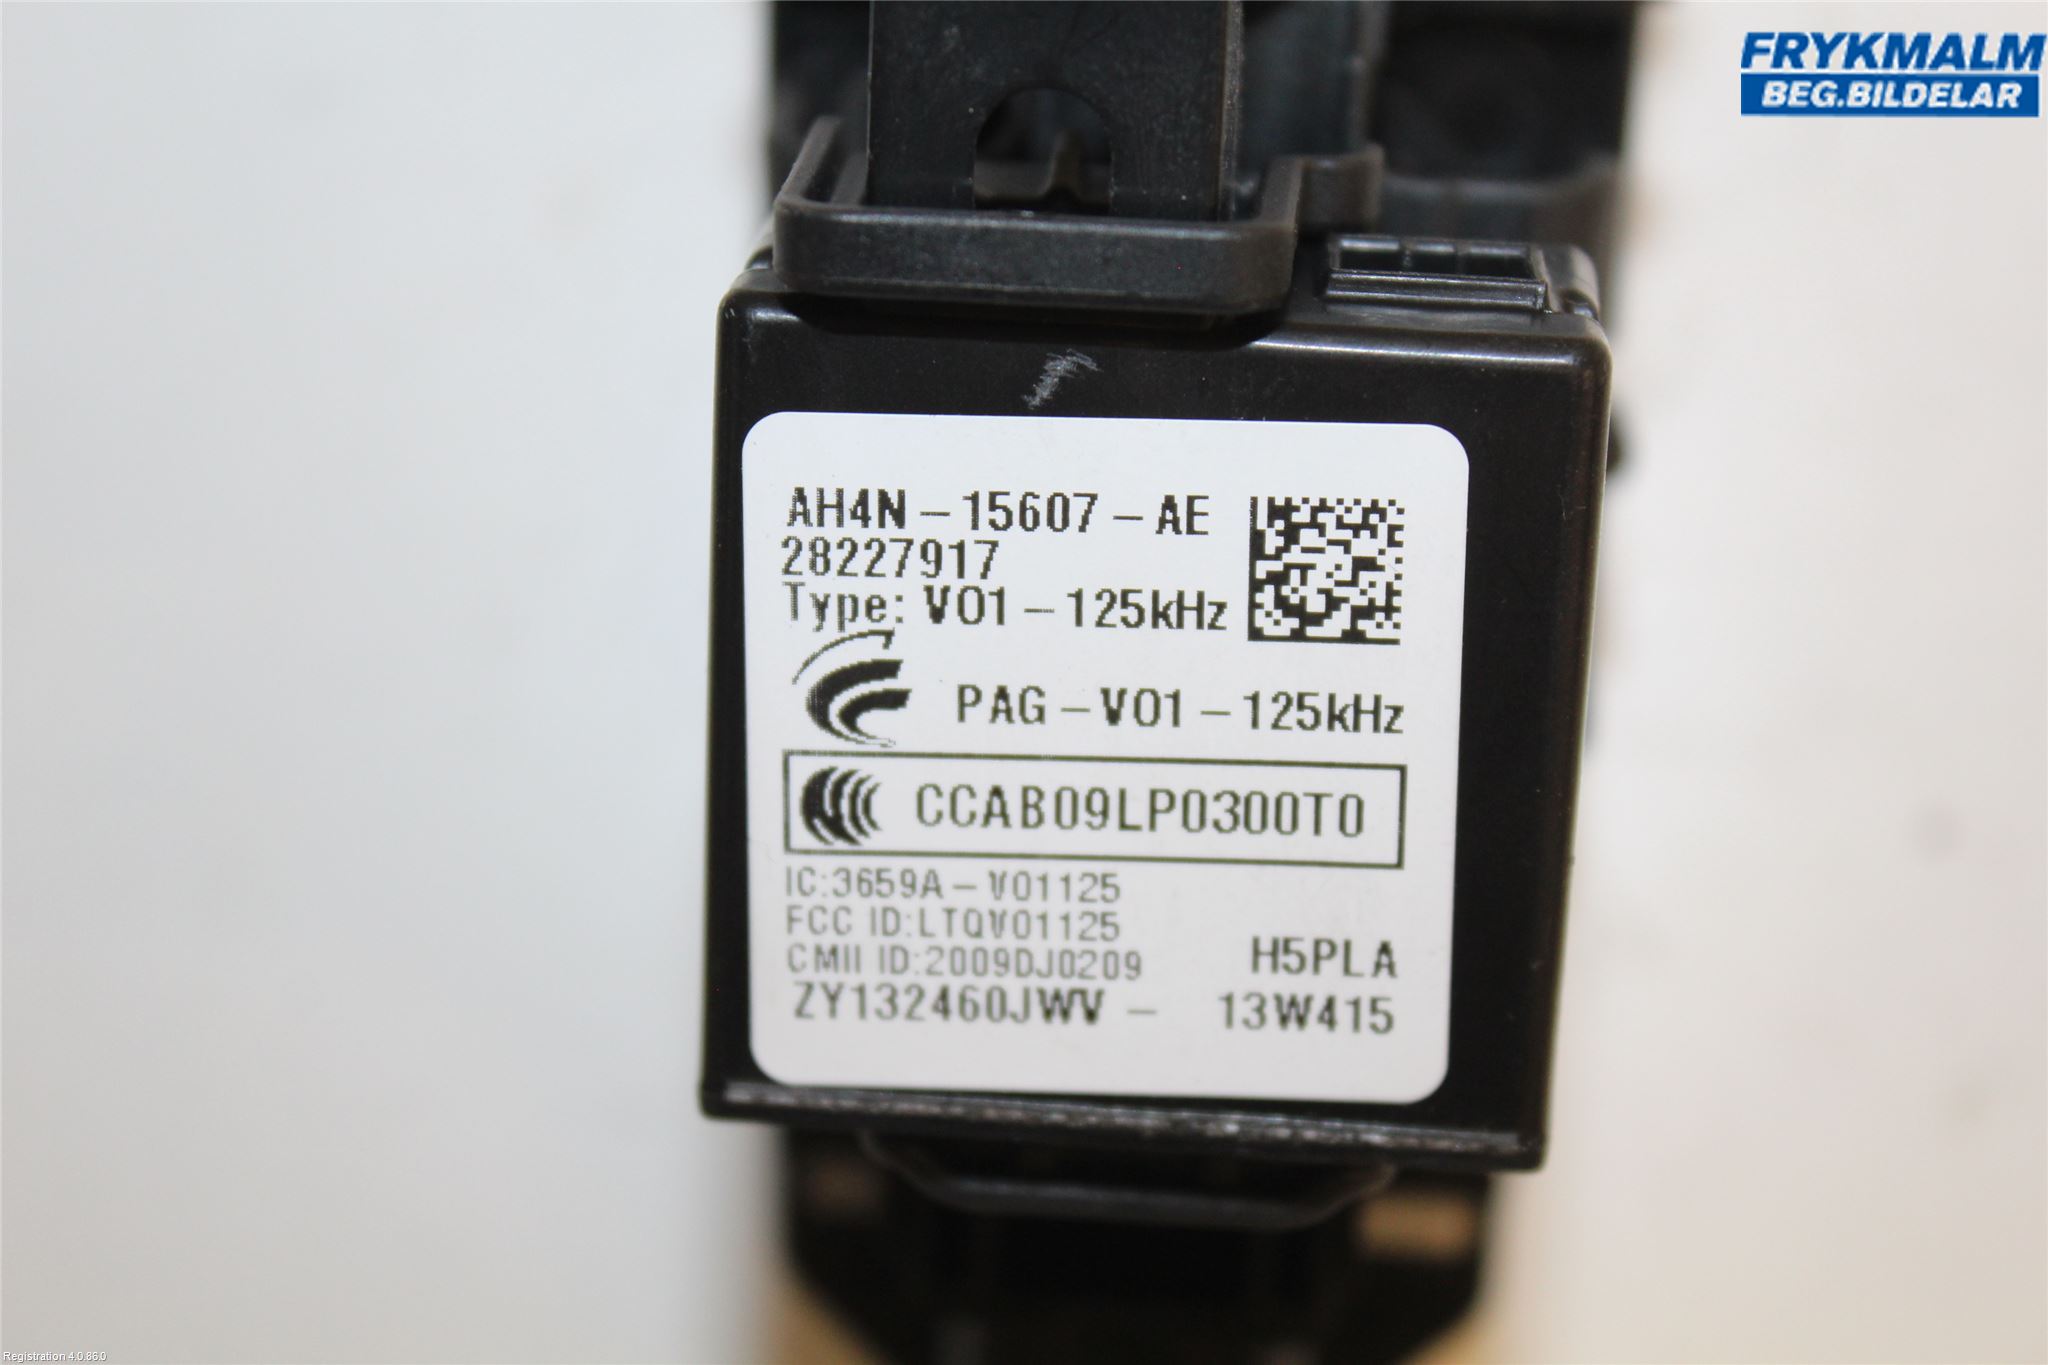 FRYKMALM
BEG.BILDELAR
AH4N-15607-AE
28227917
Type: V01-125kHz
PAG-V01-125kHz
CCAB09LP0300T0
IC:3659A-V01125
FCC ID:LTQV01125
CMII ID:2009DJ0209
H5PLA
ZY132460JWV - 13W415
Registration 4.0.86.0